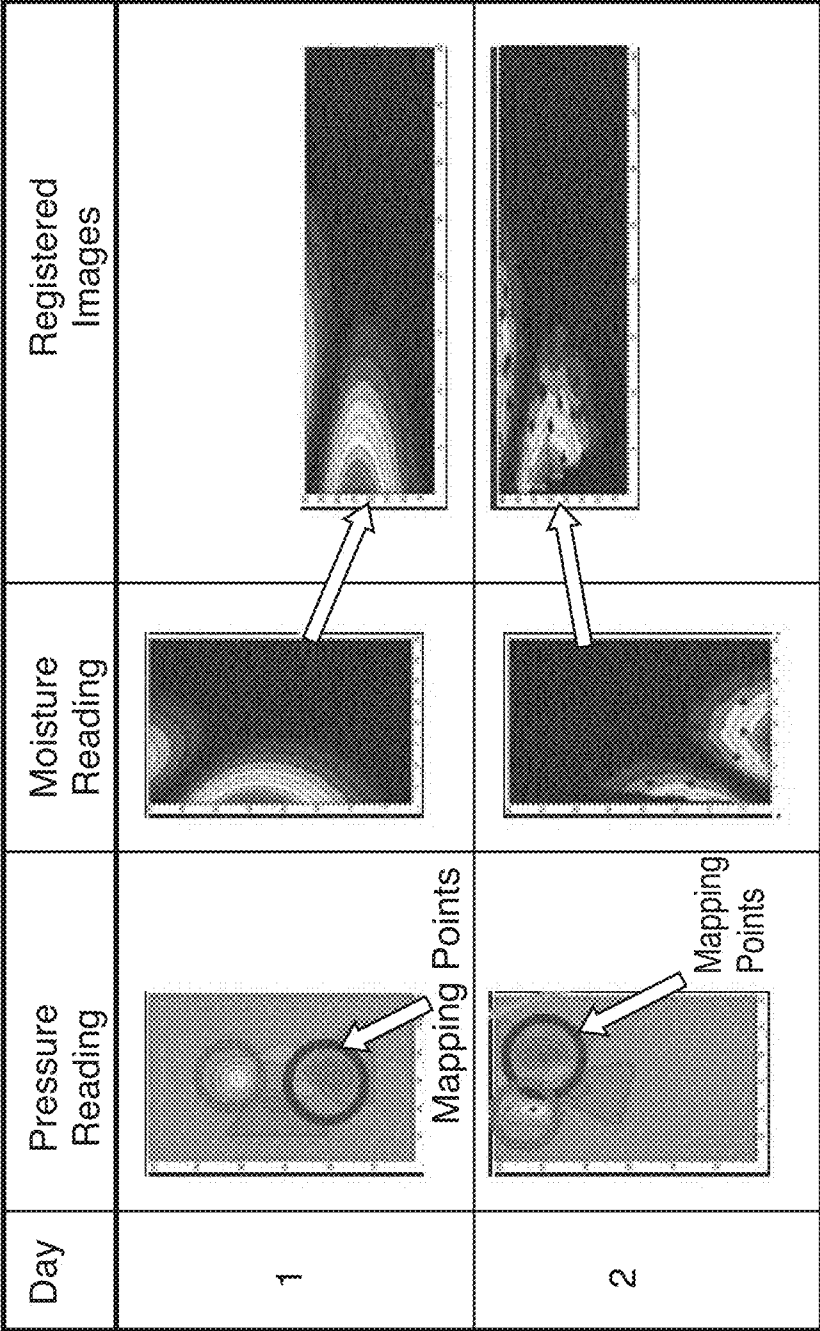 Day
Pressure
Reading
Moisture
Reading
Registered
Images
1
Mapping Points
2
Mapping
Points